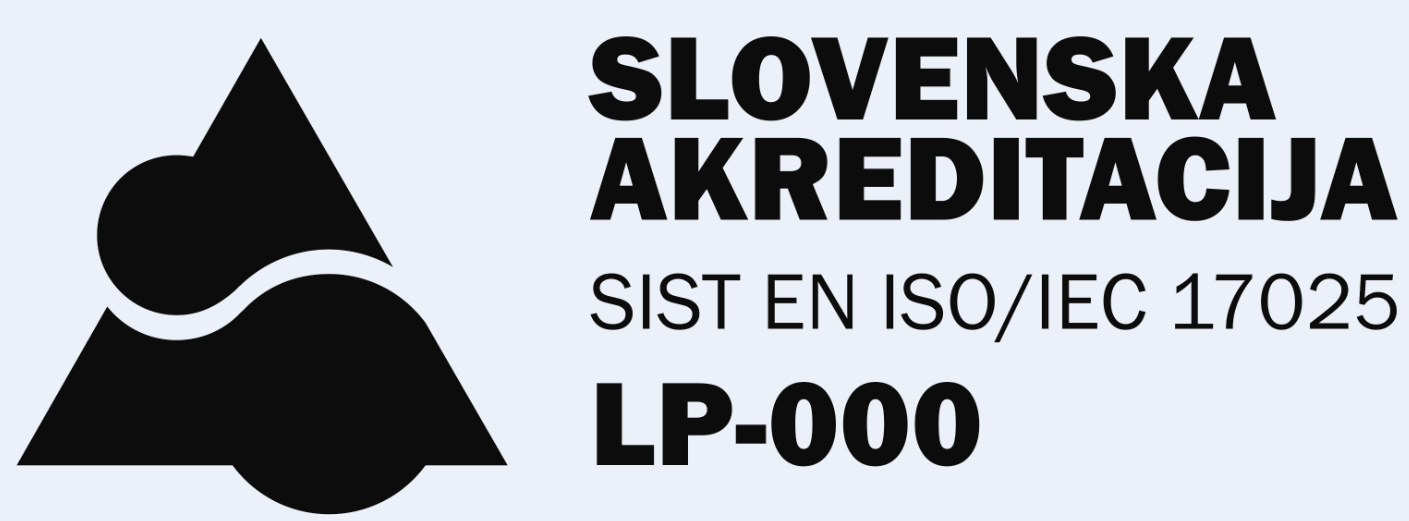 SLOVENSKA
AKREDITACIJA
SIST EN ISO/IEC 17025
LP-000